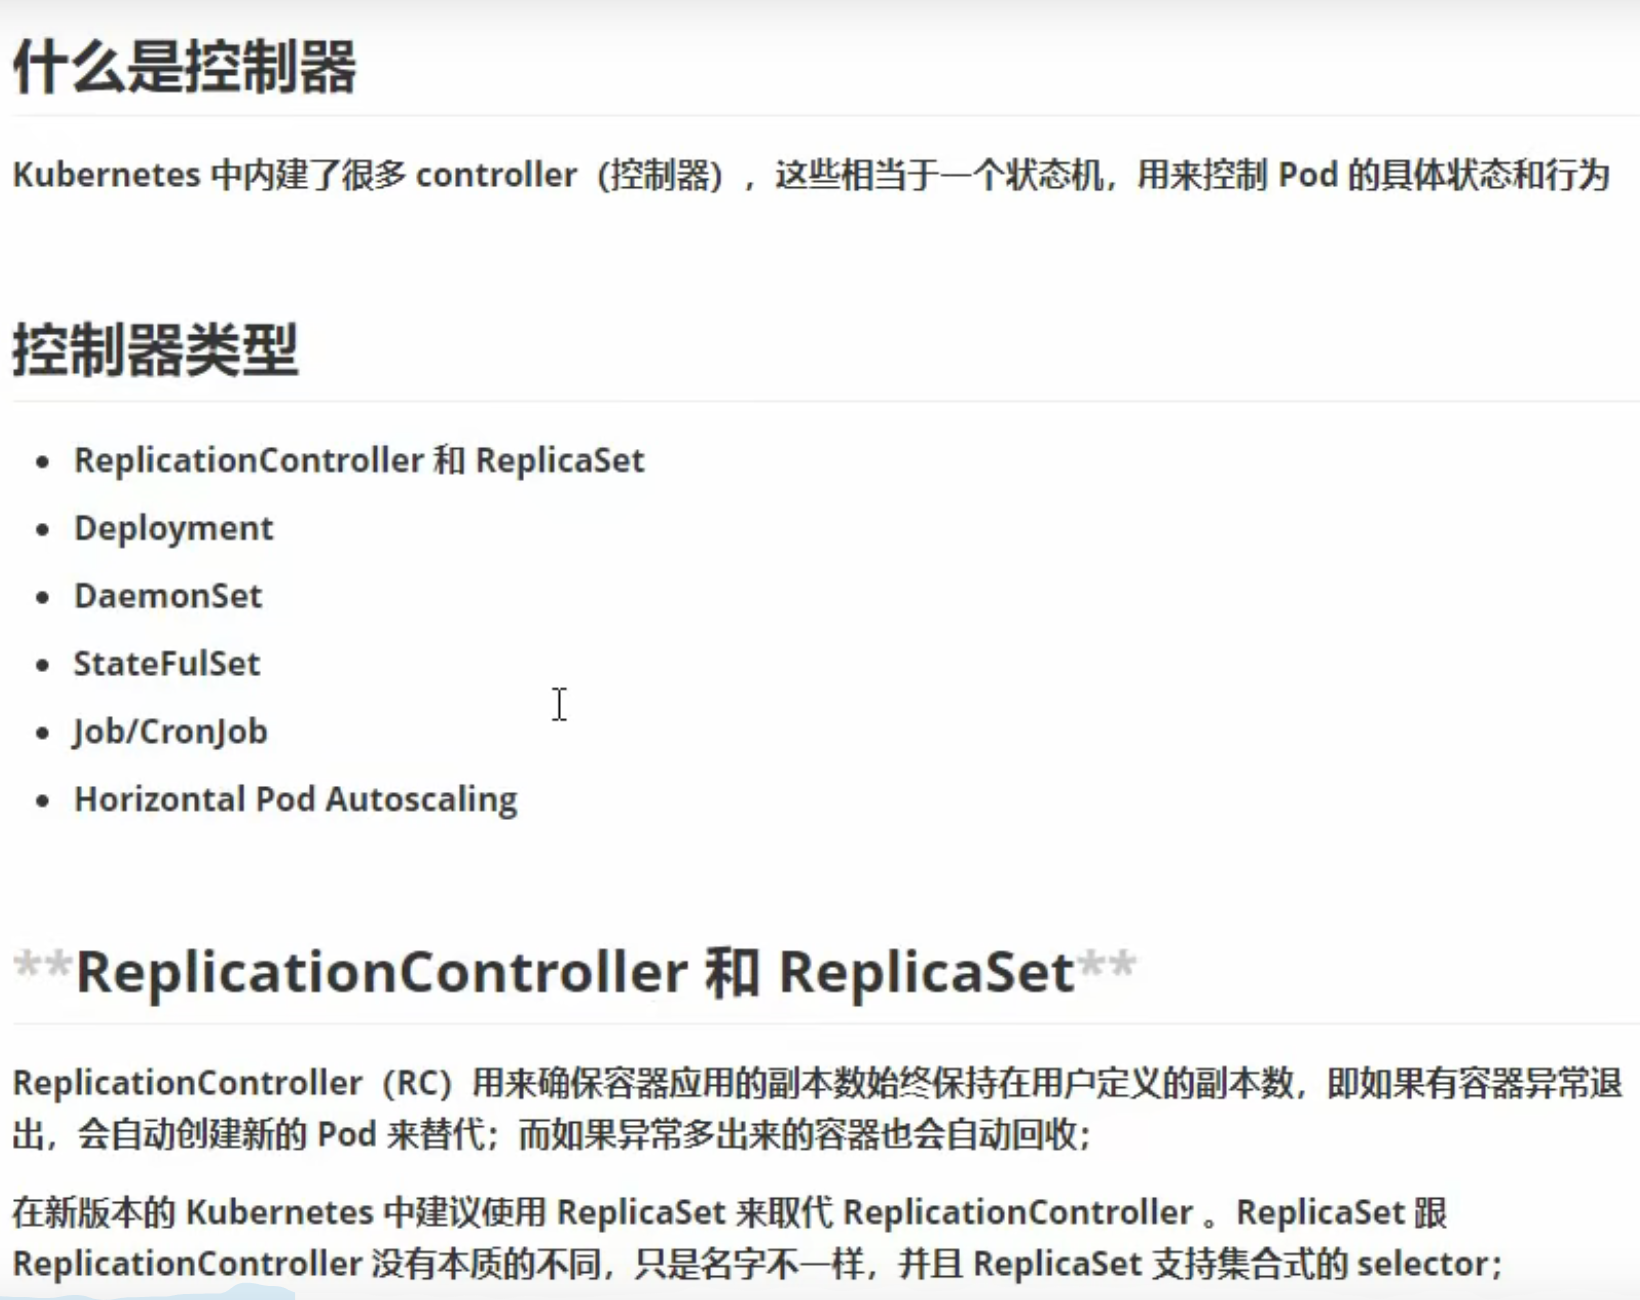 什么是控制器
Kubernetes 中内建了很多 controller（控制器），这些相当于一个状态机，用来控制 Pod 的具体状态和行为
控制器类型
• ReplicationController 和 ReplicaSet
• Deployment
• DaemonSet
• StateFulSet
• Job/CronJob
• Horizontal Pod Autoscaling
**ReplicationController 和 ReplicaSet**
ReplicationController（RC）用来确保容器应用的副本数始终保持在用户定义的副本数，即如果有容器异常退
出，会自动创建新的 Pod 来替代；而如果异常多出来的容器也会自动回收；
在新版本的 Kubernetes 中建议使用 ReplicaSet 来取代 ReplicationController 。ReplicaSet 跟
ReplicationController 没有本质的不同，只是名字不一样，并且 ReplicaSet 支持集合式的 selector；